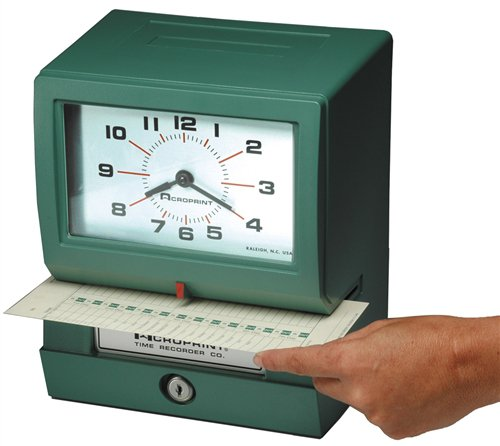 12
11 1
10 2
9 3
8 4
7 5
6
ACROPRINT
RALEIGH, N.C. USA
ACROPRINT
TIME RECORDER CO.